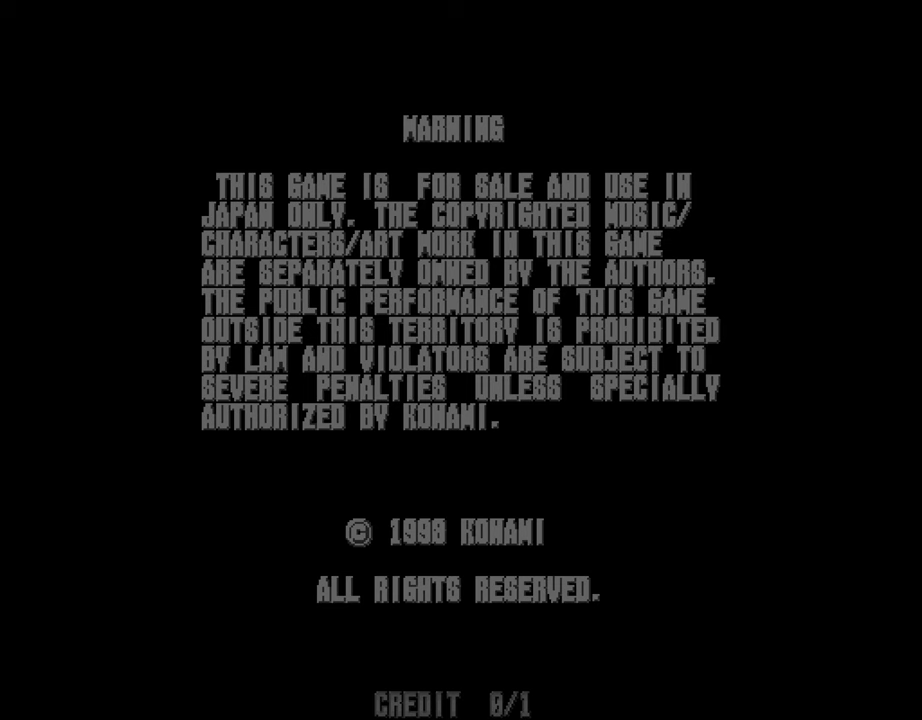 WARNING
THIS GAME IS  FOR SALE AND USE IN
JAPAN ONLY. THE COPYRIGHTED MUSIC/
CHARACTERS/ART WORK IN THIS GAME
ARE SEPARATELY OWNED BY THE AUTHORS.
THE PUBLIC PERFORMANCE OF THIS GAME
OUTSIDE THIS TERRITORY IS PROHIBITED
BY LAW AND VIOLATORS ARE SUBJECT TO
SEVERE  PENALTIES  UNLESS  SPECIALLY
AUTHORIZED BY KONAMI.
© 1990 KONAMI
ALL RIGHTS RESERVED.
CREDIT  0/1